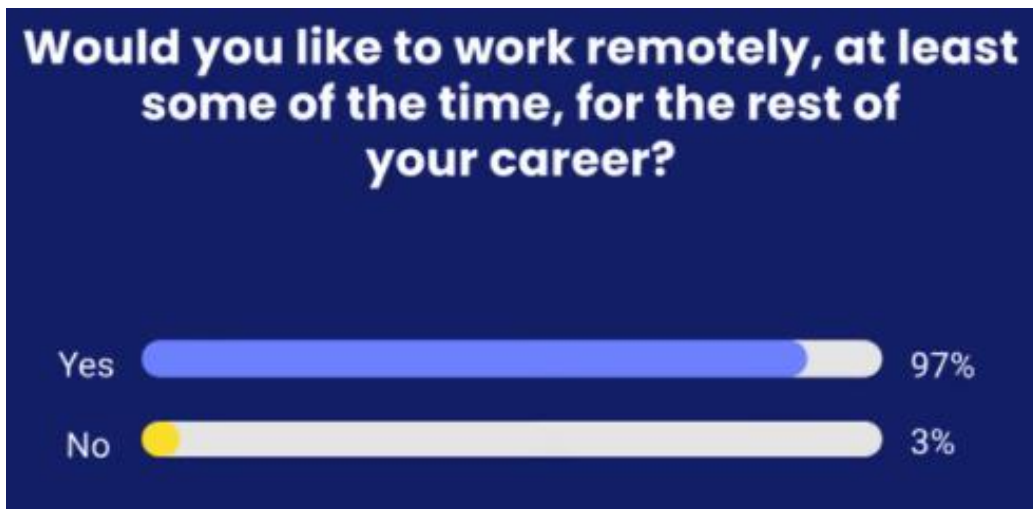 Would you like to work remotely, at least
some of the time, for the rest of
your career?
Yes 97%
No 3%